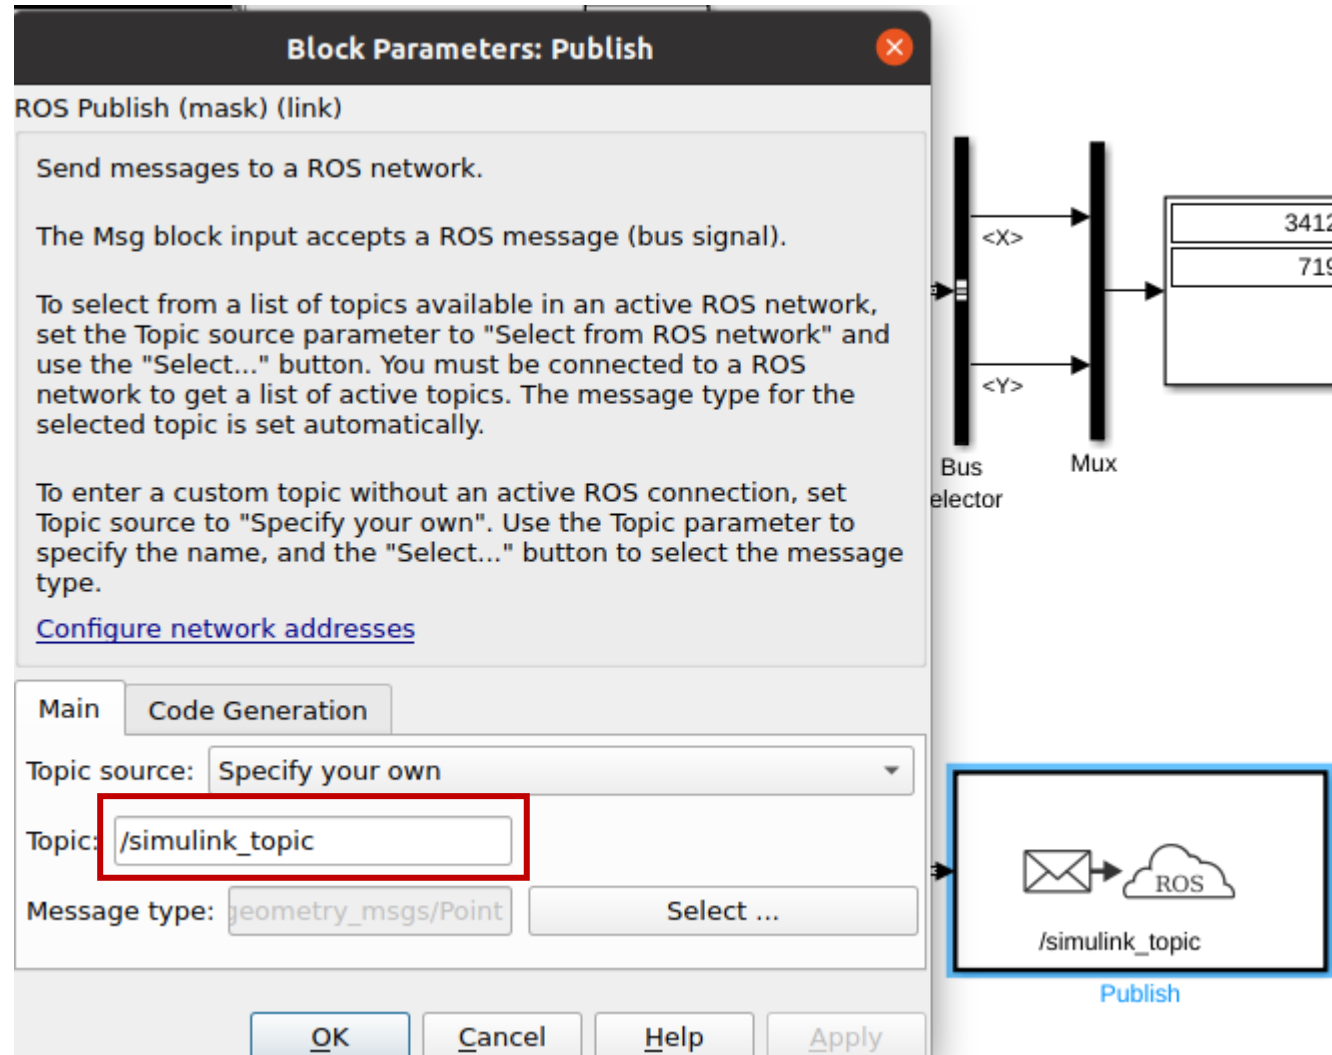 Block Parameters: Publish
ROS Publish (mask) (link)
Send messages to a ROS network.
The Msg block input accepts a ROS message (bus signal).
To select from a list of topics available in an active ROS network,
set the Topic source parameter to "Select from ROS network" and
use the "Select..." button. You must be connected to a ROS
network to get a list of active topics. The message type for the
selected topic is set automatically.
To enter a custom topic without an active ROS connection, set
Topic source to "Specify your own". Use the Topic parameter to
specify the name, and the "Select..." button to select the message
type.
Configure network addresses
Main Code Generation
Topic source: Specify your own
Topic: /simulink_topic
Message type: geometry_msgs/Point Select ...
OK Cancel Help Apply
<X>
<Y>
Bus
elector
Mux
3412
719
ROS
/simulink_topic
Publish